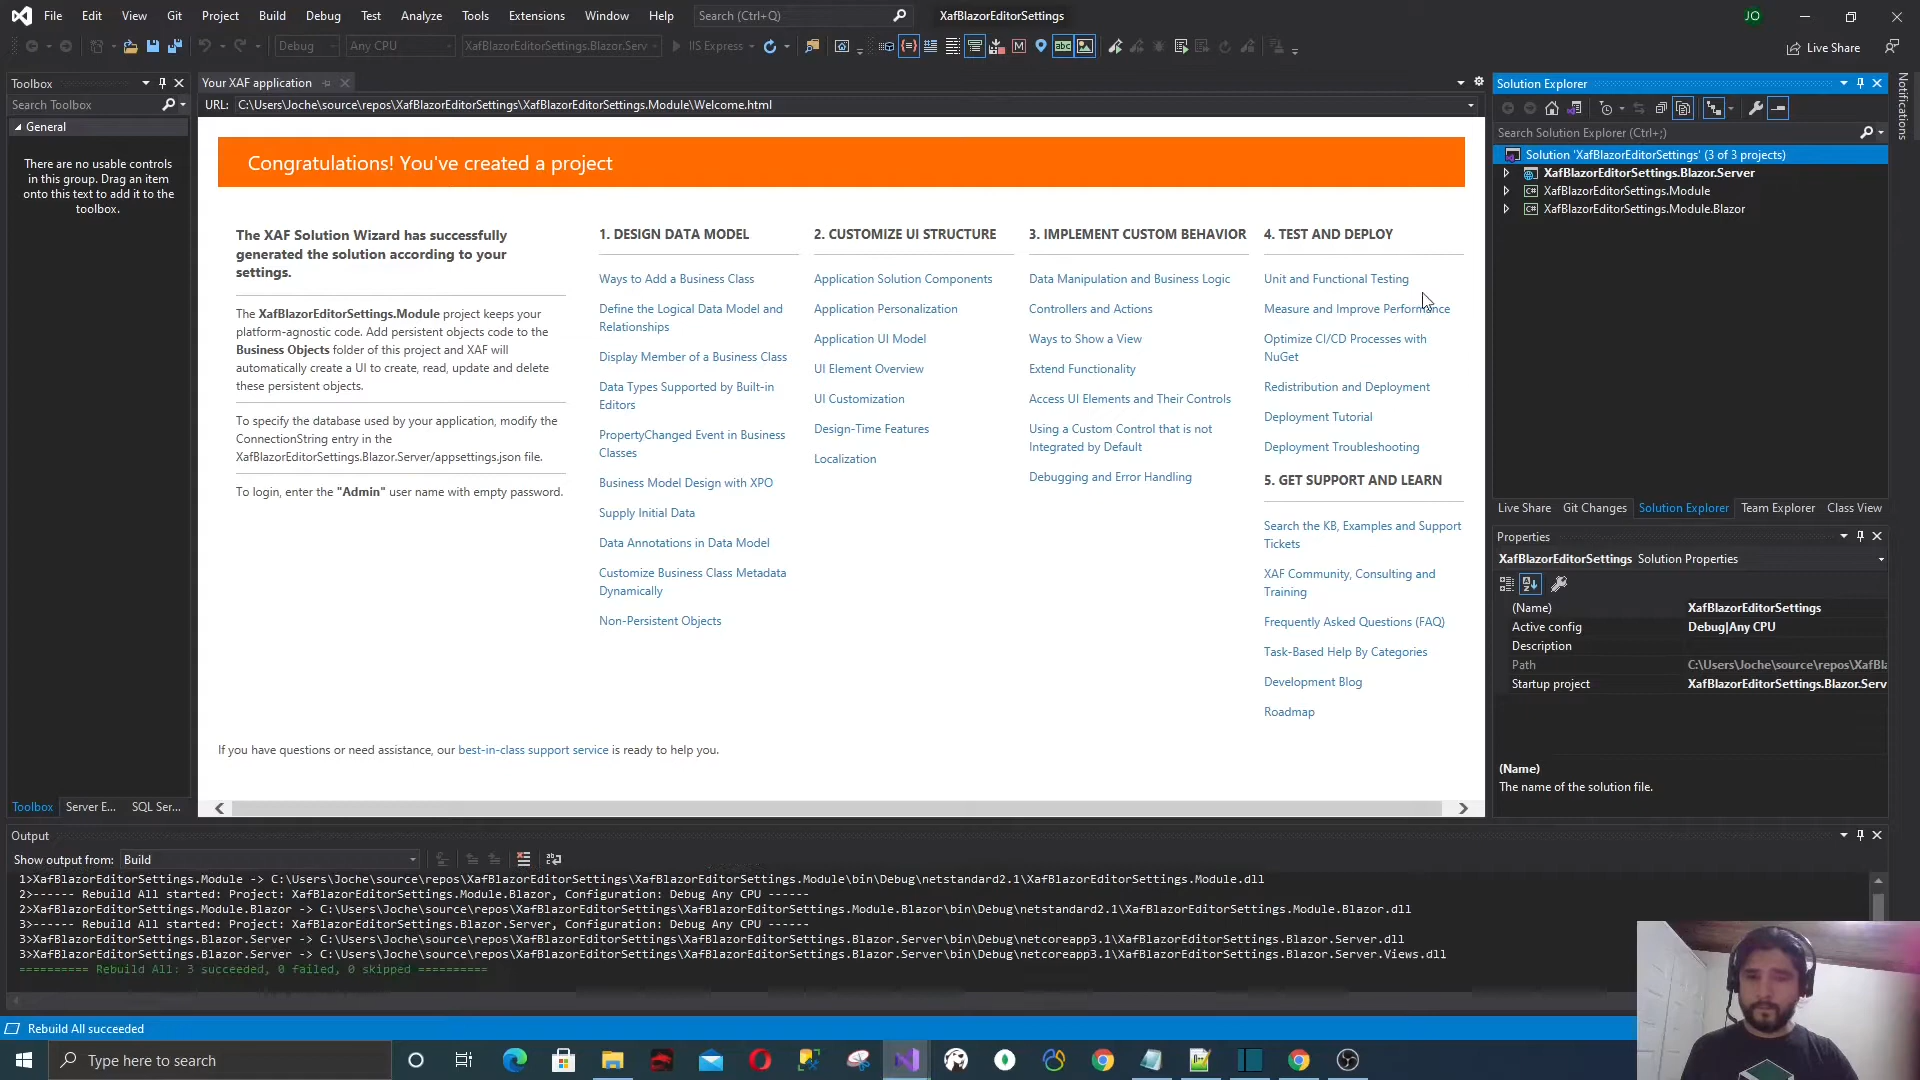 File Edit View Git Project Build Debug Test Analyze Tools Extensions Window Help Search (Ctrl+Q) XafBlazorEditorSettings JO
Debug Any CPU XafBlazorEditorSettings.Blazor.Serv IIS Express Live Share
Toolbox
Search Toolbox
General
There are no usable controls
in this group. Drag an item
onto this text to add it to the
toolbox.
Toolbox Server E... SQL Ser...
Your XAF application
URL: C:\Users\Joche\source\repos\XafBlazorEditorSettings\XafBlazorEditorSettings.Module\Welcome.html
Congratulations! You've created a project
The XAF Solution Wizard has successfully
generated the solution according to your
settings.
The XafBlazorEditorSettings.Module project keeps your
platform-agnostic code. Add persistent objects code to the
Business Objects folder of this project and XAF will
automatically create a UI to create, read, update and delete
these persistent objects.
To specify the database used by your application, modify the
ConnectionString entry in the
XafBlazorEditorSettings.Blazor.Server/appsettings.json file.
To login, enter the "Admin" user name with empty password.
1. DESIGN DATA MODEL
Ways to Add a Business Class
Define the Logical Data Model and
Relationships
Display Member of a Business Class
Data Types Supported by Built-in
Editors
PropertyChanged Event in Business
Classes
Business Model Design with XPO
Supply Initial Data
Data Annotations in Data Model
Customize Business Class Metadata
Dynamically
Non-Persistent Objects
2. CUSTOMIZE UI STRUCTURE
Application Solution Components
Application Personalization
Application UI Model
UI Element Overview
UI Customization
Design-Time Features
Localization
3. IMPLEMENT CUSTOM BEHAVIOR
Data Manipulation and Business Logic
Controllers and Actions
Ways to Show a View
Extend Functionality
Access UI Elements and Their Controls
Using a Custom Control that is not
Integrated by Default
Debugging and Error Handling
4. TEST AND DEPLOY
Unit and Functional Testing
Measure and Improve Performance
Optimize CI/CD Processes with
NuGet
Redistribution and Deployment
Deployment Tutorial
Deployment Troubleshooting
5. GET SUPPORT AND LEARN
Search the KB, Examples and Support
Tickets
XAF Community, Consulting and
Training
Frequently Asked Questions (FAQ)
Task-Based Help By Categories
Development Blog
Roadmap
If you have questions or need assistance, our best-in-class support service is ready to help you.
Solution Explorer
Search Solution Explorer (Ctrl+;)
Solution 'XafBlazorEditorSettings' (3 of 3 projects)
XafBlazorEditorSettings.Blazor.Server
XafBlazorEditorSettings.Module
XafBlazorEditorSettings.Module.Blazor
Live Share Git Changes Solution Explorer Team Explorer Class View
Notifications
Properties
XafBlazorEditorSettings Solution Properties
(Name) XafBlazorEditorSettings
Active config Debug|Any CPU
Description
Path C:\Users\Joche\source\repos\XafBla
Startup project XafBlazorEditorSettings.Blazor.Serv
(Name)
The name of the solution file.
Output
Show output from: Build
1>XafBlazorEditorSettings.Module -> C:\Users\Joche\source\repos\XafBlazorEditorSettings\XafBlazorEditorSettings.Module\bin\Debug\netstandard2.1\XafBlazorEditorSettings.Module.dll
2>------ Rebuild All started: Project: XafBlazorEditorSettings.Module.Blazor, Configuration: Debug Any CPU ------
2>XafBlazorEditorSettings.Module.Blazor -> C:\Users\Joche\source\repos\XafBlazorEditorSettings\XafBlazorEditorSettings.Module.Blazor\bin\Debug\netstandard2.1\XafBlazorEditorSettings.Module.Blazor.dll
3>------ Rebuild All started: Project: XafBlazorEditorSettings.Blazor.Server, Configuration: Debug Any CPU ------
3>XafBlazorEditorSettings.Blazor.Server -> C:\Users\Joche\source\repos\XafBlazorEditorSettings\XafBlazorEditorSettings.Blazor.Server\bin\Debug\netcoreapp3.1\XafBlazorEditorSettings.Blazor.Server.dll
3>XafBlazorEditorSettings.Blazor.Server -> C:\Users\Joche\source\repos\XafBlazorEditorSettings\XafBlazorEditorSettings.Blazor.Server\bin\Debug\netcoreapp3.1\XafBlazorEditorSettings.Blazor.Server.Views.dll
========== Rebuild All: 3 succeeded, 0 failed, 0 skipped ==========
Rebuild All succeeded
Type here to search